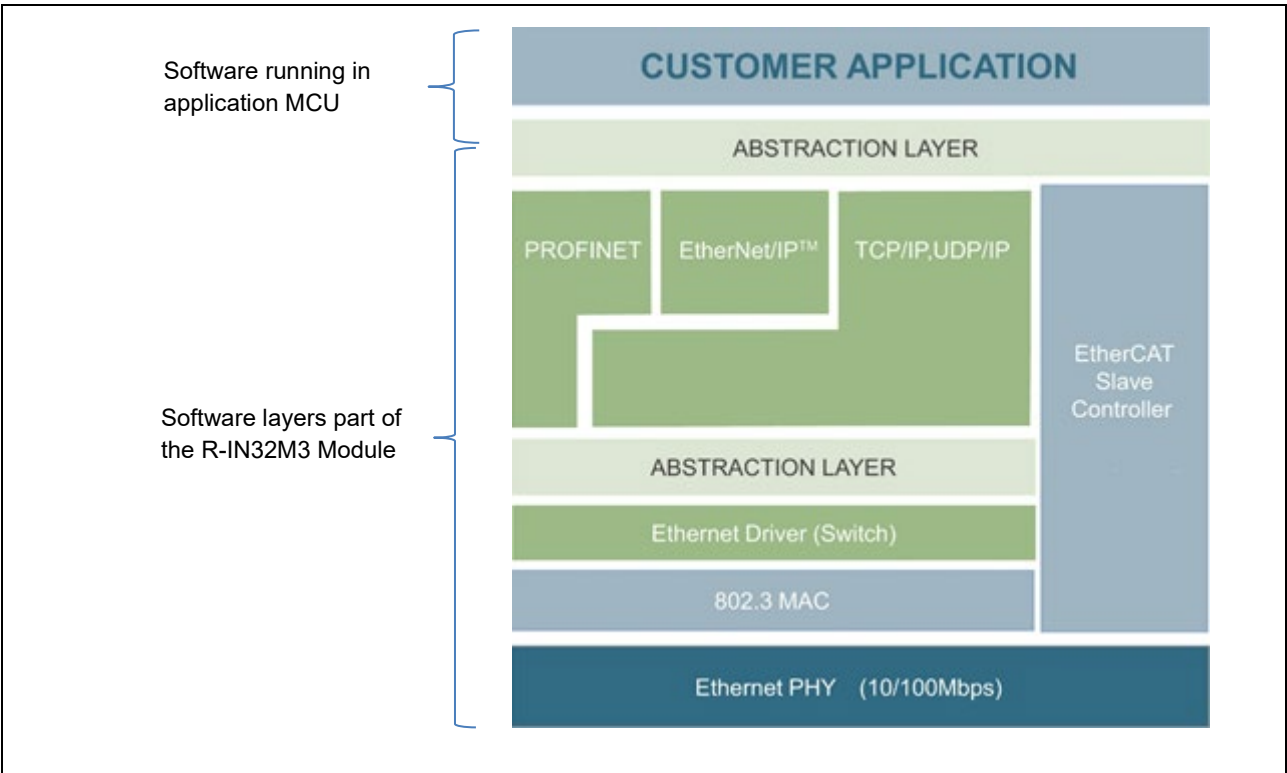 Software running in
application MCU
CUSTOMER APPLICATION
ABSTRACTION LAYER
PROFINET
EtherNet/IP™
TCP/IP,UDP/IP
EtherCAT
Slave
Controller
Software layers part of
the R-IN32M3 Module
ABSTRACTION LAYER
Ethernet Driver (Switch)
802.3 MAC
Ethernet PHY (10/100Mbps)